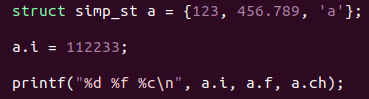 struct simp_st a = {123, 456.789, 'a'};
a.i = 112233;
printf("%d %f %c\n", a.i, a.f, a.ch);